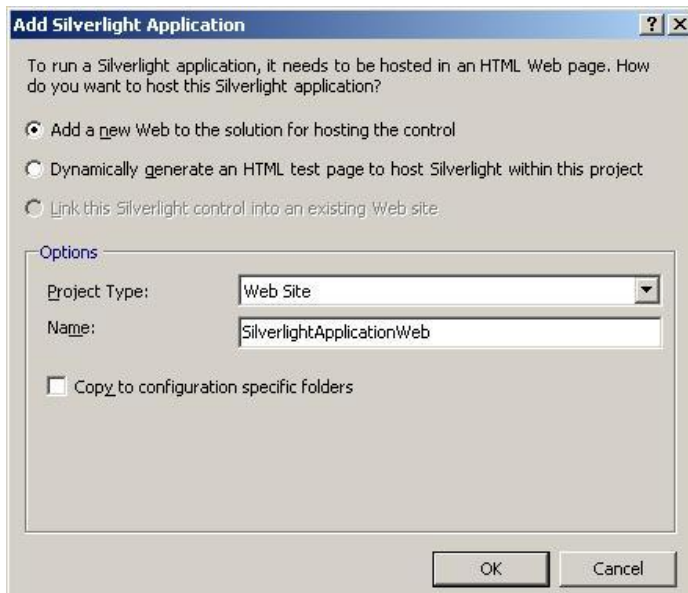 Add Silverlight Application
To run a Silverlight application, it needs to be hosted in an HTML Web page. How
do you want to host this Silverlight application?
Add a new Web to the solution for hosting the control
Dynamically generate an HTML test page to host Silverlight within this project
Link this Silverlight control into an existing Web site
Options
Project Type:
Web Site
Name:
SilverlightApplicationWeb
Copy to configuration specific folders
OK
Cancel